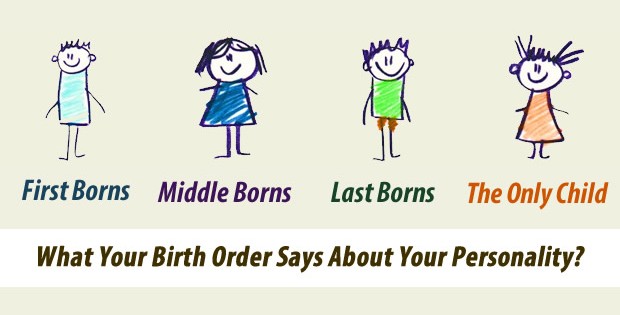 First Borns Middle Borns Last Borns The Only Child
What Your Birth Order Says About Your Personality?